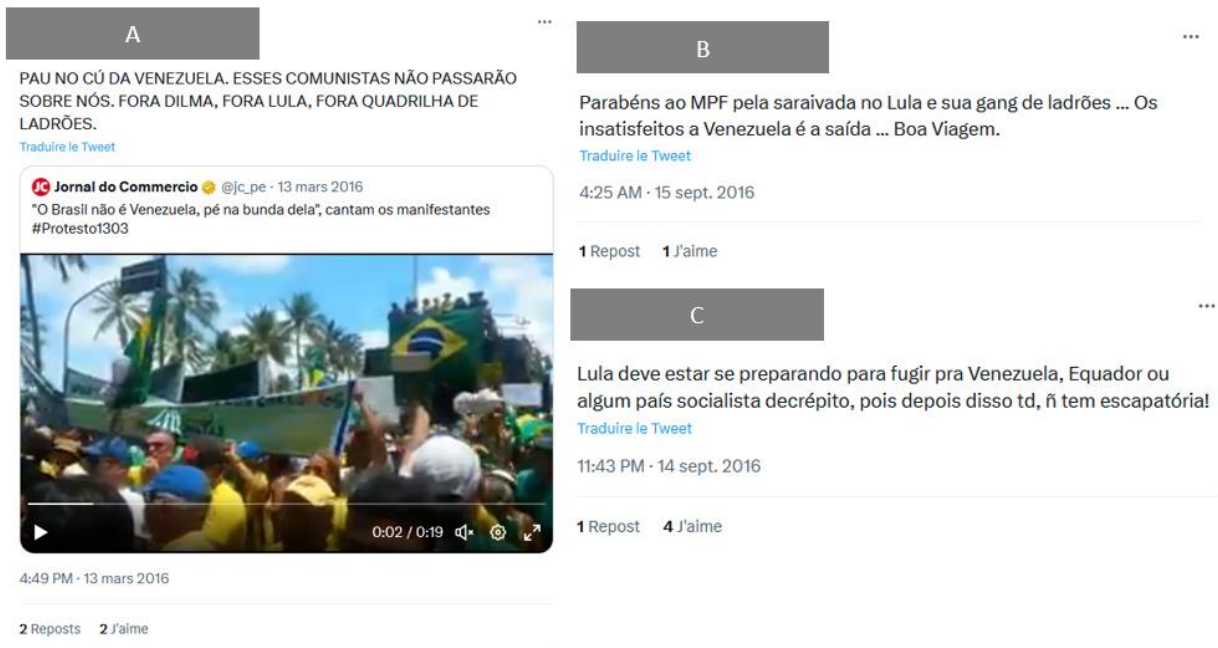 A
...
PAU NO CÚ DA VENEZUELA. ESSES COMUNISTAS NÃO PASSARÃO
SOBRE NÓS. FORA DILMA, FORA LULA, FORA QUADRILHA DE
LADRÕES.
Traduire le Tweet
JC Jornal do Commercio @jc_pe · 13 mars 2016
"O Brasil não é Venezuela, pé na bunda dela", cantam os manifestantes
#Protesto1303
0:02 / 0:19
4:49 PM · 13 mars 2016
2 Reposts 2 J'aime
B
...
Parabéns ao MPF pela saraivada no Lula e sua gang de ladrões ... Os
insatisfeitos a Venezuela é a saída ... Boa Viagem.
Traduire le Tweet
4:25 AM · 15 sept. 2016
1 Repost 1 J'aime
C
...
Lula deve estar se preparando para fugir pra Venezuela, Equador ou
algum país socialista decrépito, pois depois disso td, ñ tem escapatória!
Traduire le Tweet
11:43 PM · 14 sept. 2016
1 Repost 4 J'aime